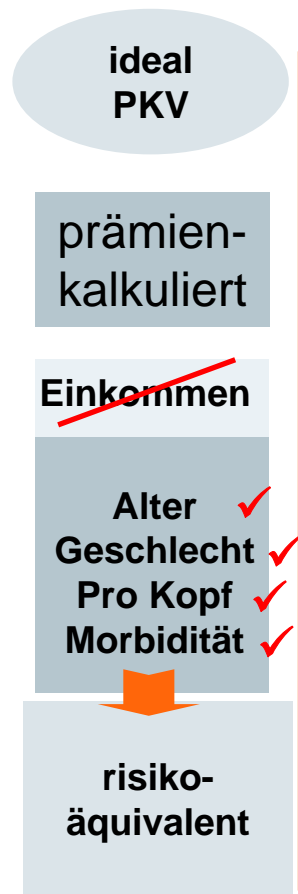 ideal
PKV
prämien-
kalkuliert
Einkommen
Alter
Geschlecht
Pro Kopf
Morbidität
risiko-
äquivalent